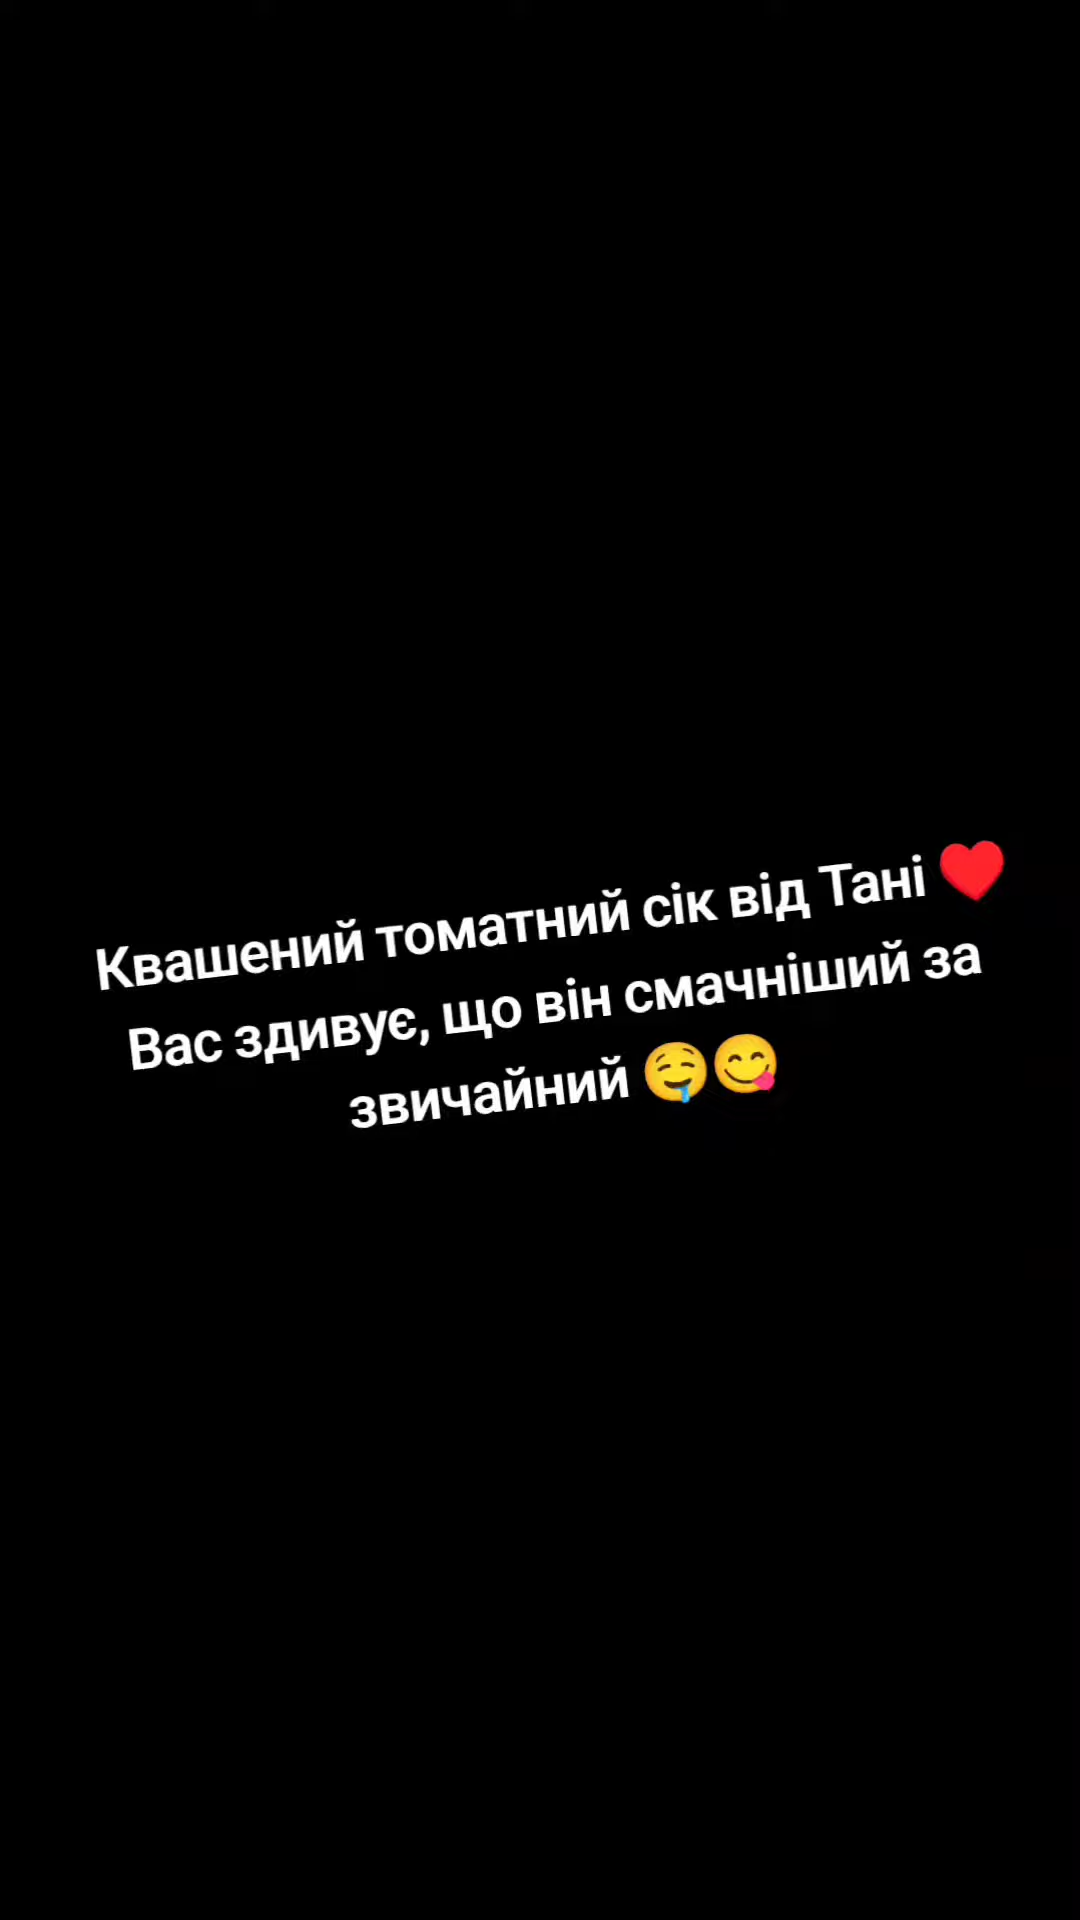 Квашений томатний сік від Тані ♥️
Вас здивує, що він смачніший за
звичайний 🤤😋